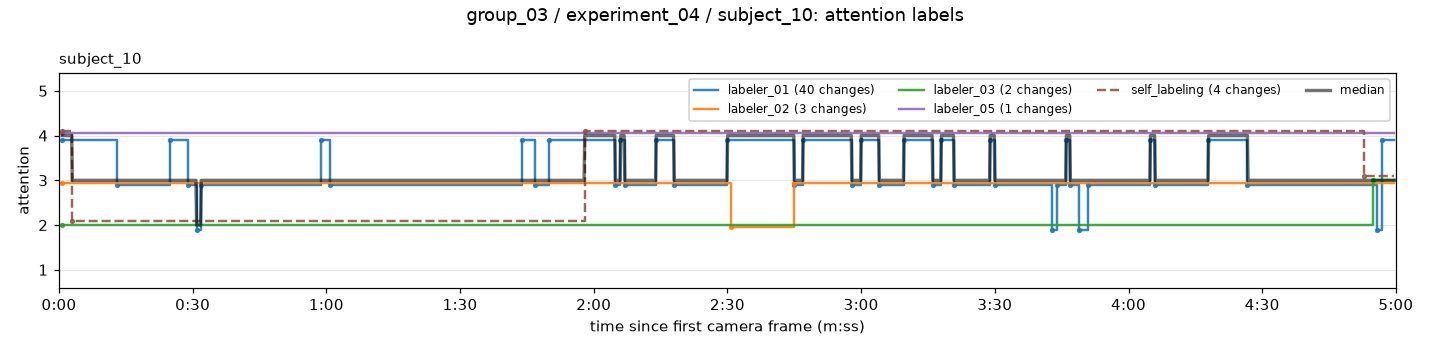 group_03 / experiment_04 / subject_10: attention labels
subject_10
labeler_01 (40 changes)
labeler_02 (3 changes)
labeler_03 (2 changes)
labeler_05 (1 changes)
self_labeling (4 changes)
median
attention
5
4
3
2
1
0:00 0:30 1:00 1:30 2:00 2:30 3:00 3:30 4:00 4:30 5:00
time since first camera frame (m:ss)